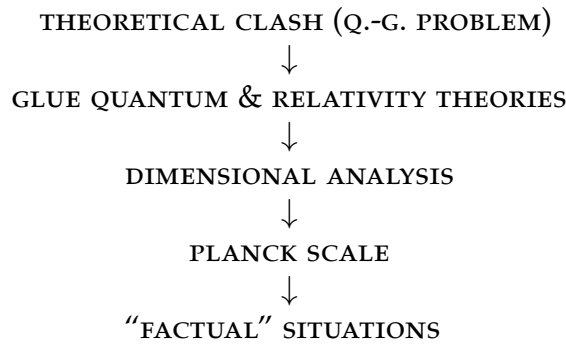 THEORETICAL CLASH (Q.-G. PROBLEM)
↓
GLUE QUANTUM & RELATIVITY THEORIES
↓
DIMENSIONAL ANALYSIS
↓
PLANCK SCALE
↓
“FACTUAL” SITUATIONS